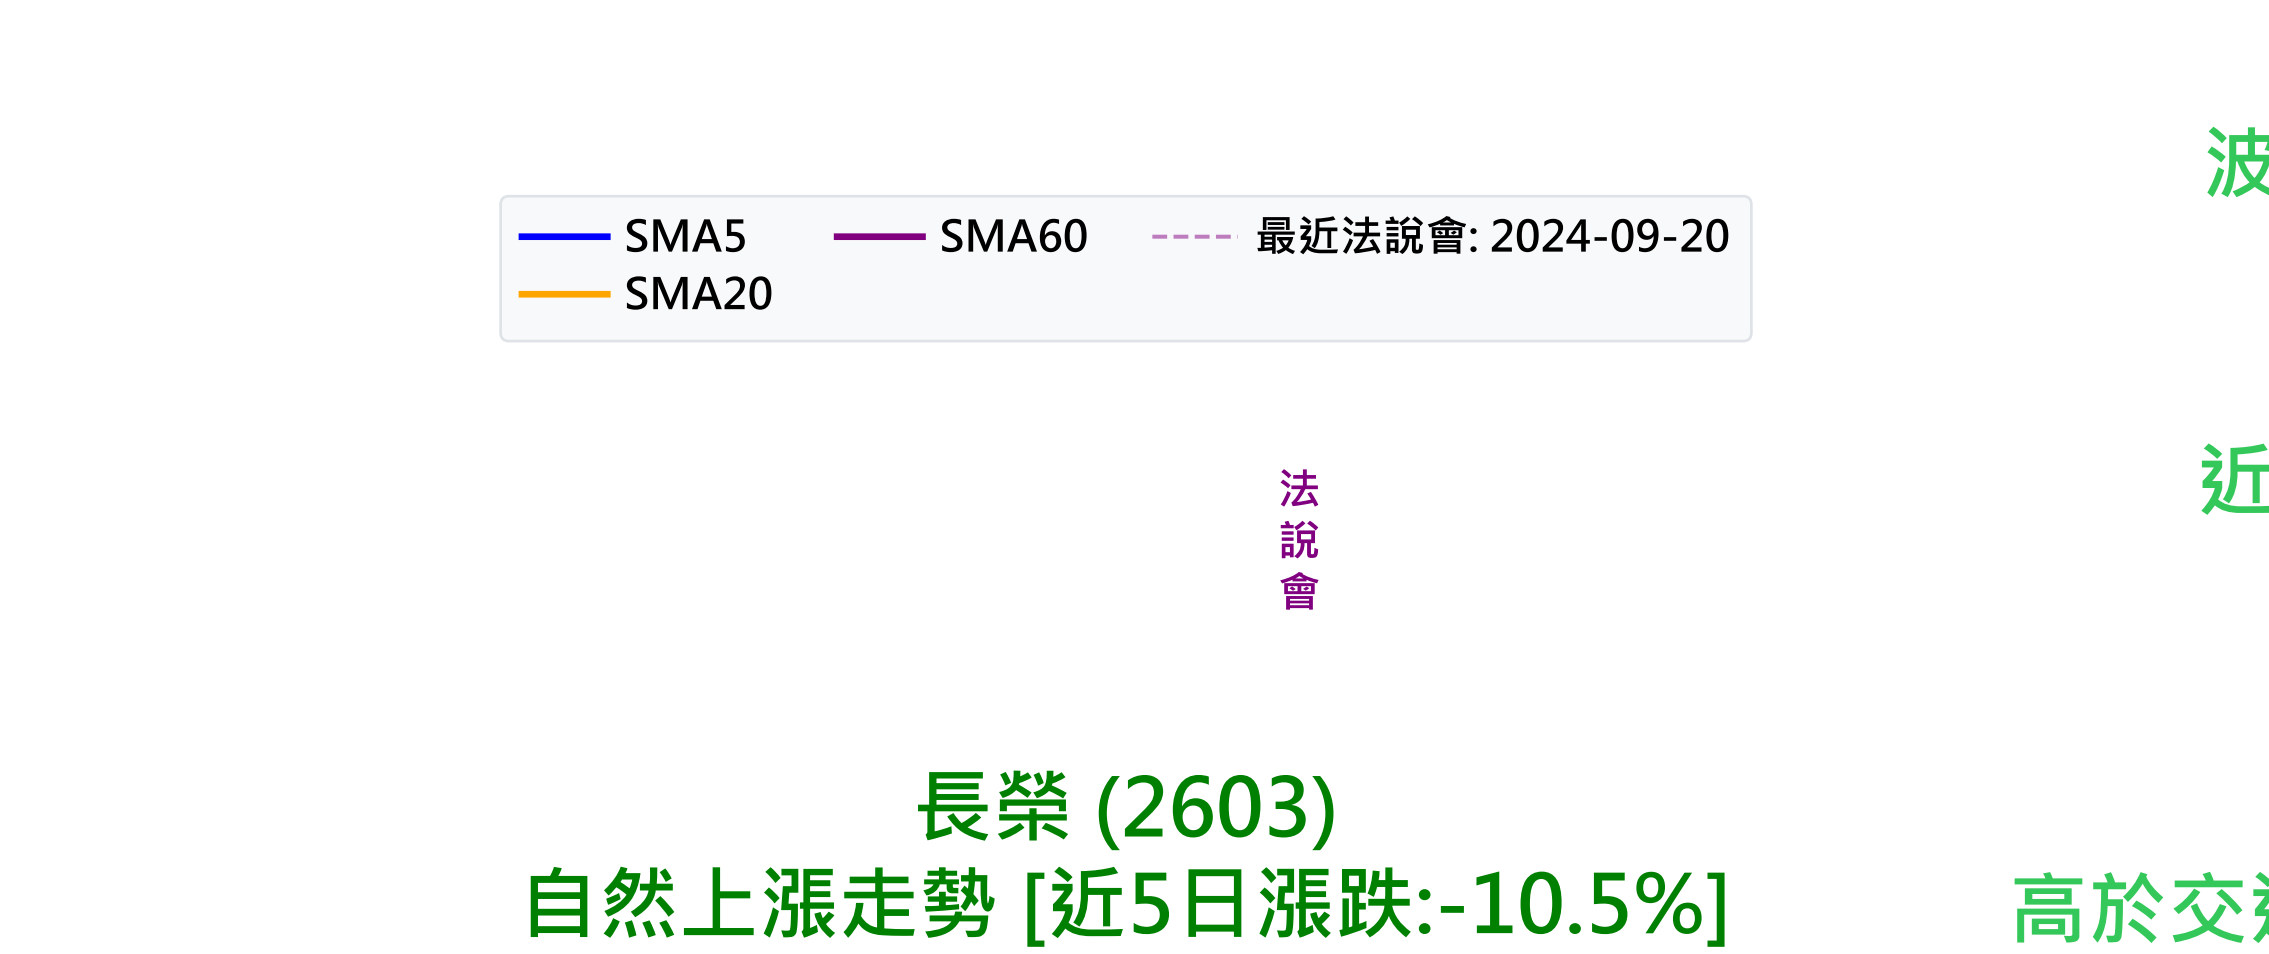 波
SMA5
SMA60
最近法說會: 2024-09-20
SMA20
近
法
說
會
長榮 (2603)
自然上漲走勢 [近5日漲跌:-10.5%]
高於交